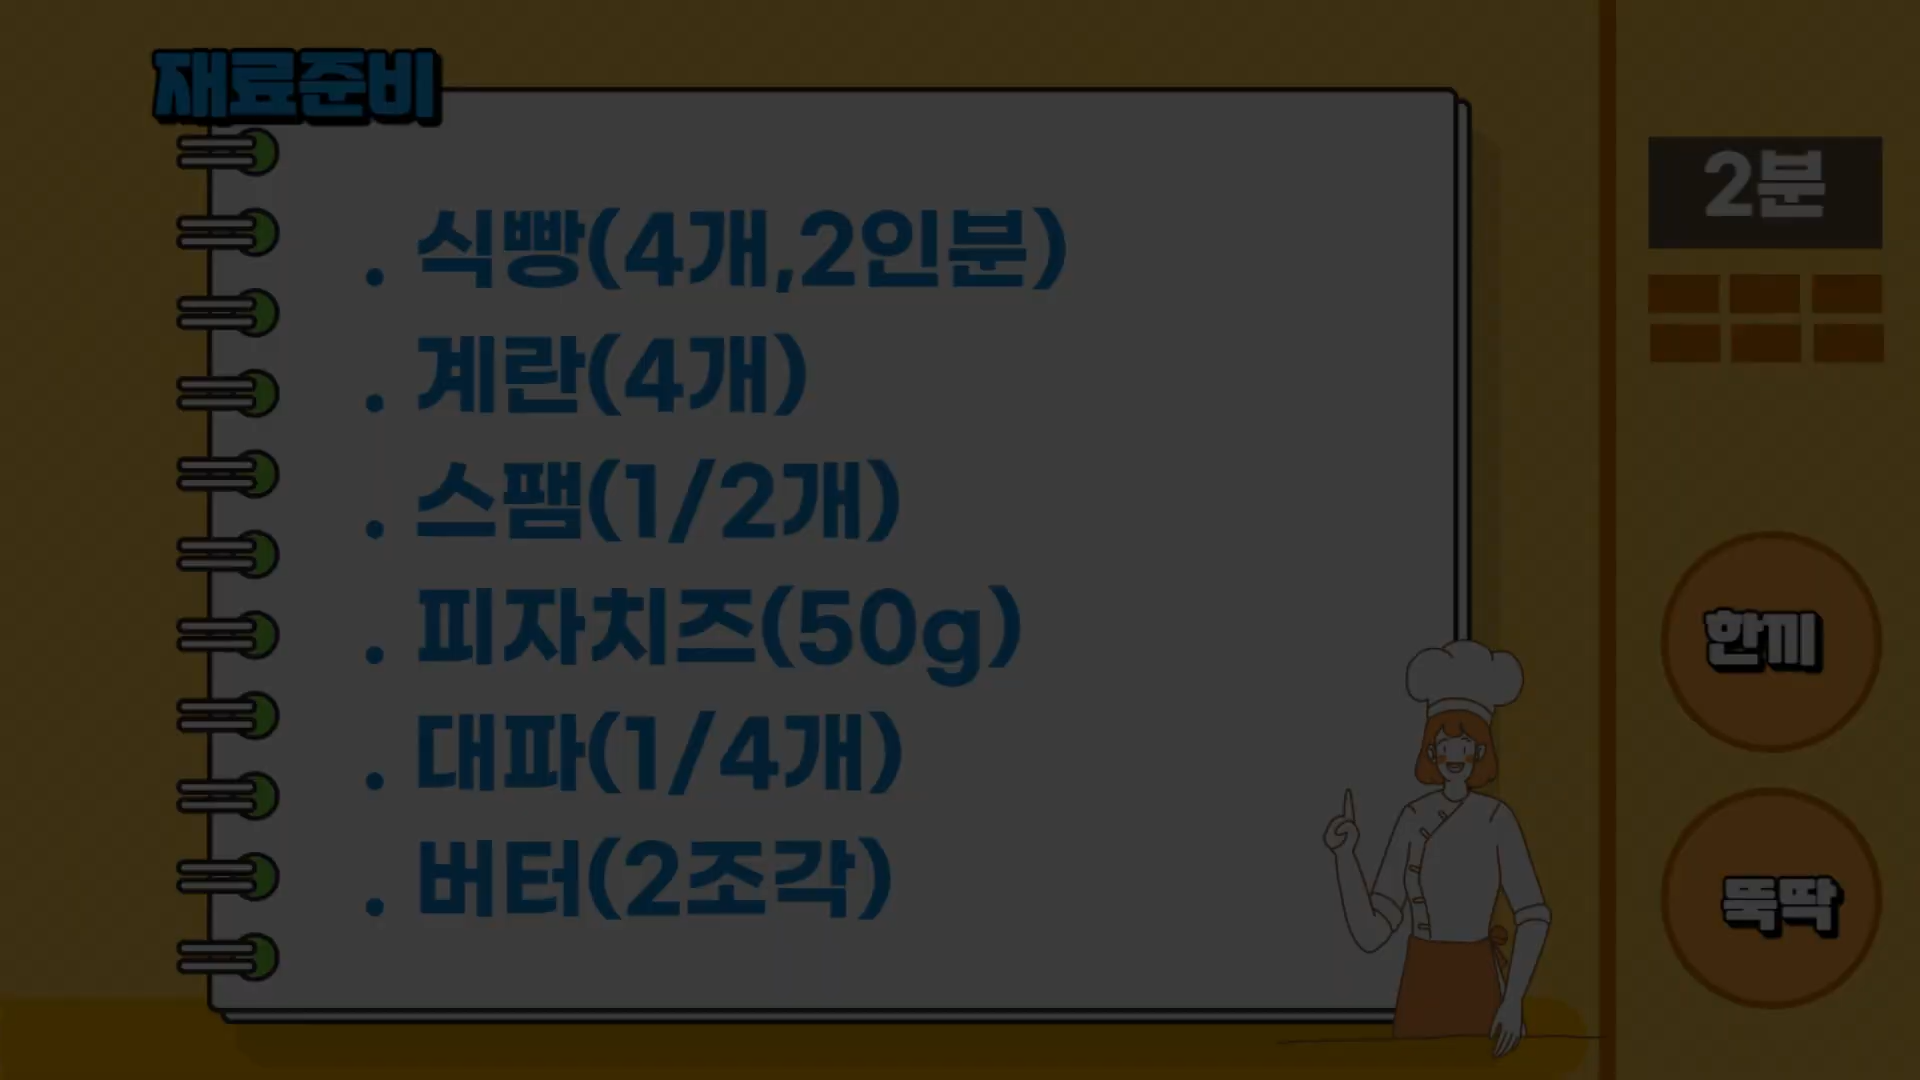 재료준비
. 식빵(4개,2인분)
. 계란(4개)
. 스팸(1/2개)
. 피자치즈(50g)
. 대파(1/4개)
. 버터(2조각)
2분
한끼
뚝딱